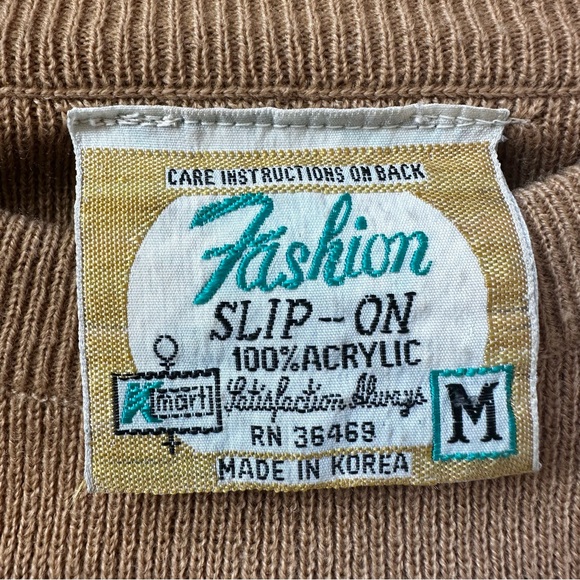 CARE INSTRUCTIONS ON BACK
Fashion
SLIP-ON
100% ACRYLIC
Kmart Satisfaction Always M
RN 36469
MADE IN KOREA